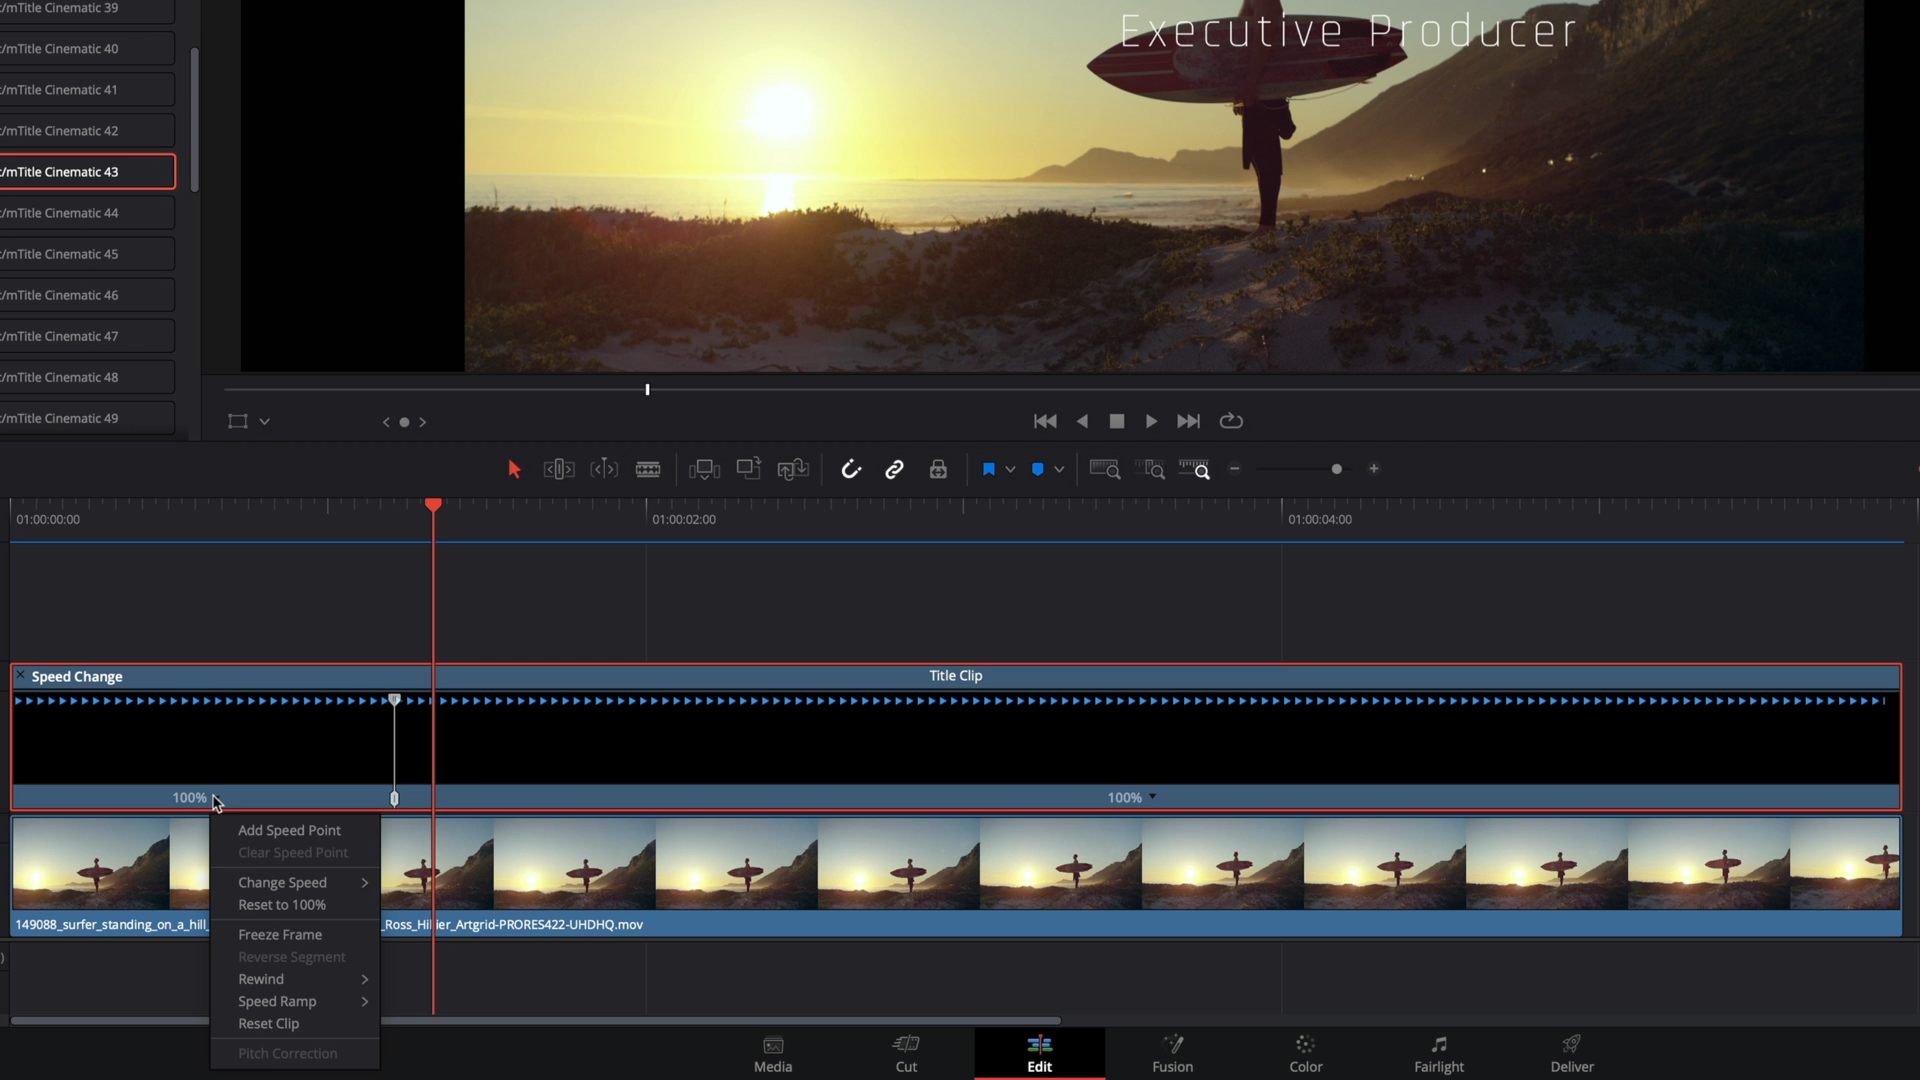 :/mTitle Cinematic 39
:/mTitle Cinematic 40
:/mTitle Cinematic 41
:/mTitle Cinematic 42
:/mTitle Cinematic 43
:/mTitle Cinematic 44
:/mTitle Cinematic 45
:/mTitle Cinematic 46
:/mTitle Cinematic 47
:/mTitle Cinematic 48
:/mTitle Cinematic 49
Executive Producer
01:00:00:00
01:00:02:00
01:00:04:00
Speed Change
Title Clip
100%
100%
149088_surfer_standing_on_a_hill_
_Ross_Hillier_Artgrid-PRORES422-UHDHQ.mov
Add Speed Point
Clear Speed Point
Change Speed
Reset to 100%
Freeze Frame
Reverse Segment
Rewind
Speed Ramp
Reset Clip
Pitch Correction
Media
Cut
Edit
Fusion
Color
Fairlight
Deliver